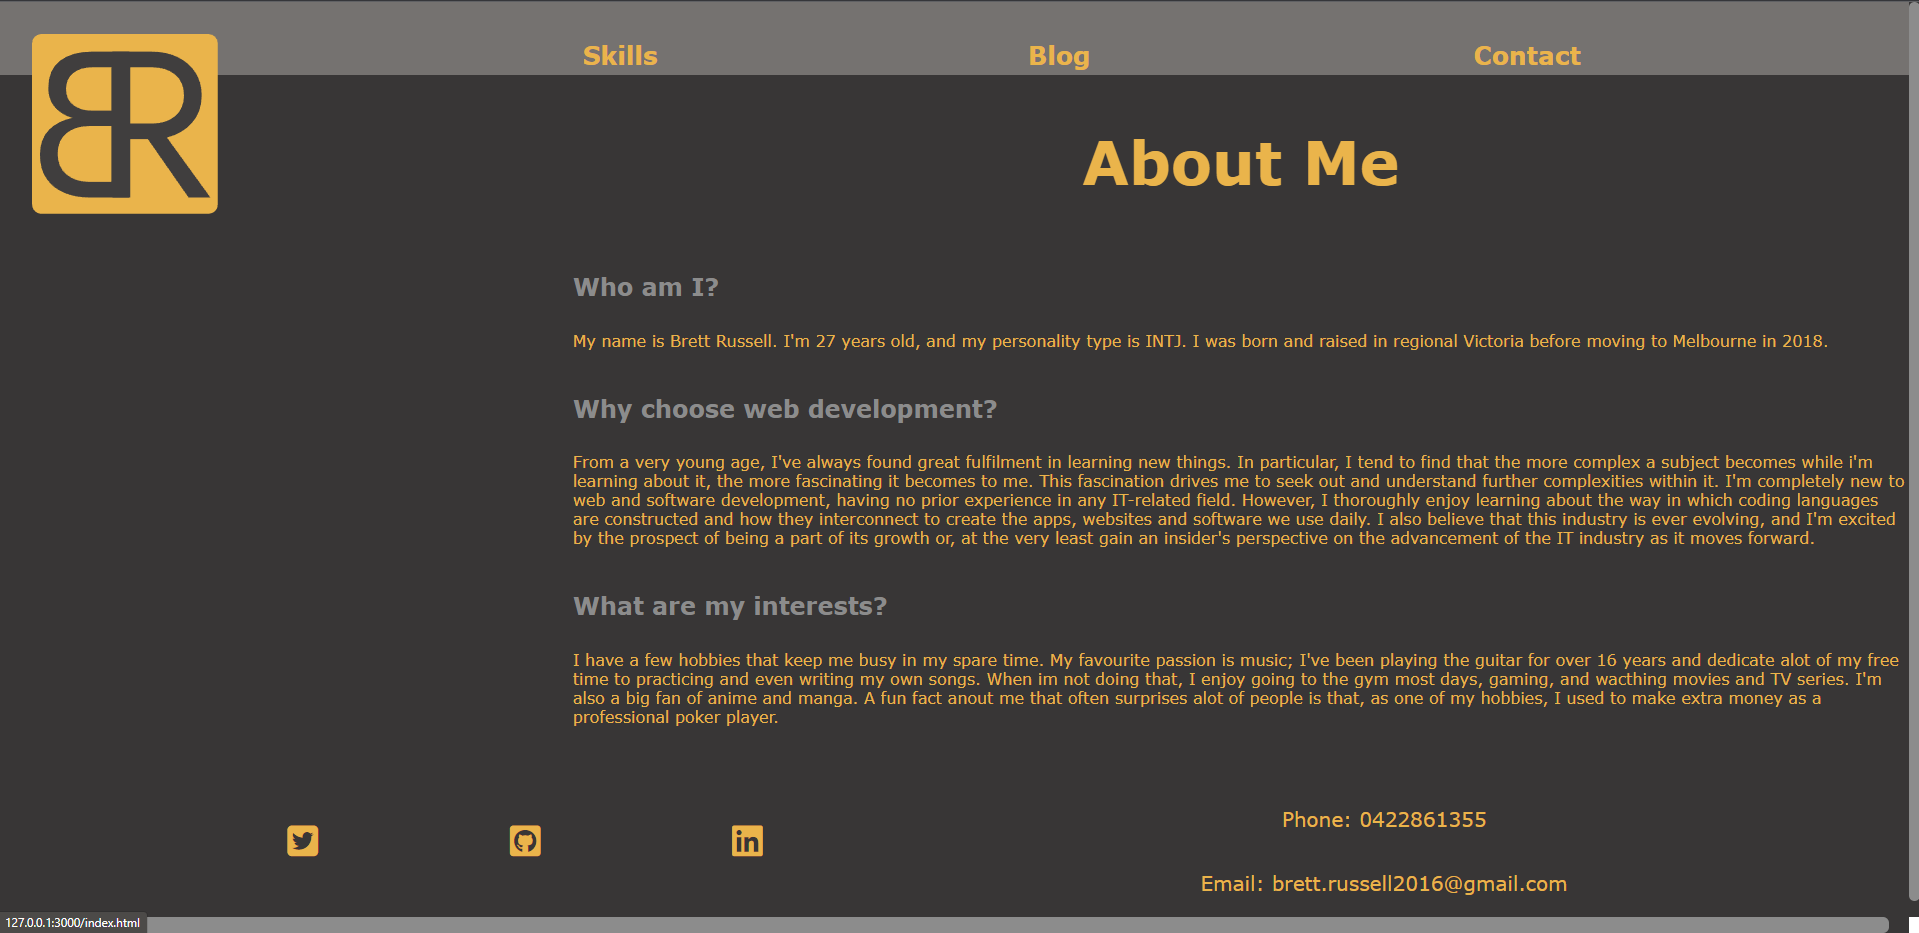 BR
Skills
Blog
Contact
About Me
Who am I?
My name is Brett Russell. I'm 27 years old, and my personality type is INTJ. I was born and raised in regional Victoria before moving to Melbourne in 2018.
Why choose web development?
From a very young age, I've always found great fulfilment in learning new things. In particular, I tend to find that the more complex a subject becomes while i'm
learning about it, the more fascinating it becomes to me. This fascination drives me to seek out and understand further complexities within it. I'm completely new to
web and software development, having no prior experience in any IT-related field. However, I thoroughly enjoy learning about the way in which coding languages
are constructed and how they interconnect to create the apps, websites and software we use daily. I also believe that this industry is ever evolving, and I'm excited
by the prospect of being a part of its growth or, at the very least gain an insider's perspective on the advancement of the IT industry as it moves forward.
What are my interests?
I have a few hobbies that keep me busy in my spare time. My favourite passion is music; I've been playing the guitar for over 16 years and dedicate alot of my free
time to practicing and even writing my own songs. When im not doing that, I enjoy going to the gym most days, gaming, and wacthing movies and TV series. I'm
also a big fan of anime and manga. A fun fact anout me that often surprises alot of people is that, as one of my hobbies, I used to make extra money as a
professional poker player.
in
Phone: 0422861355
Email: brett.russell2016@gmail.com
127.0.0.1:3000/index.html